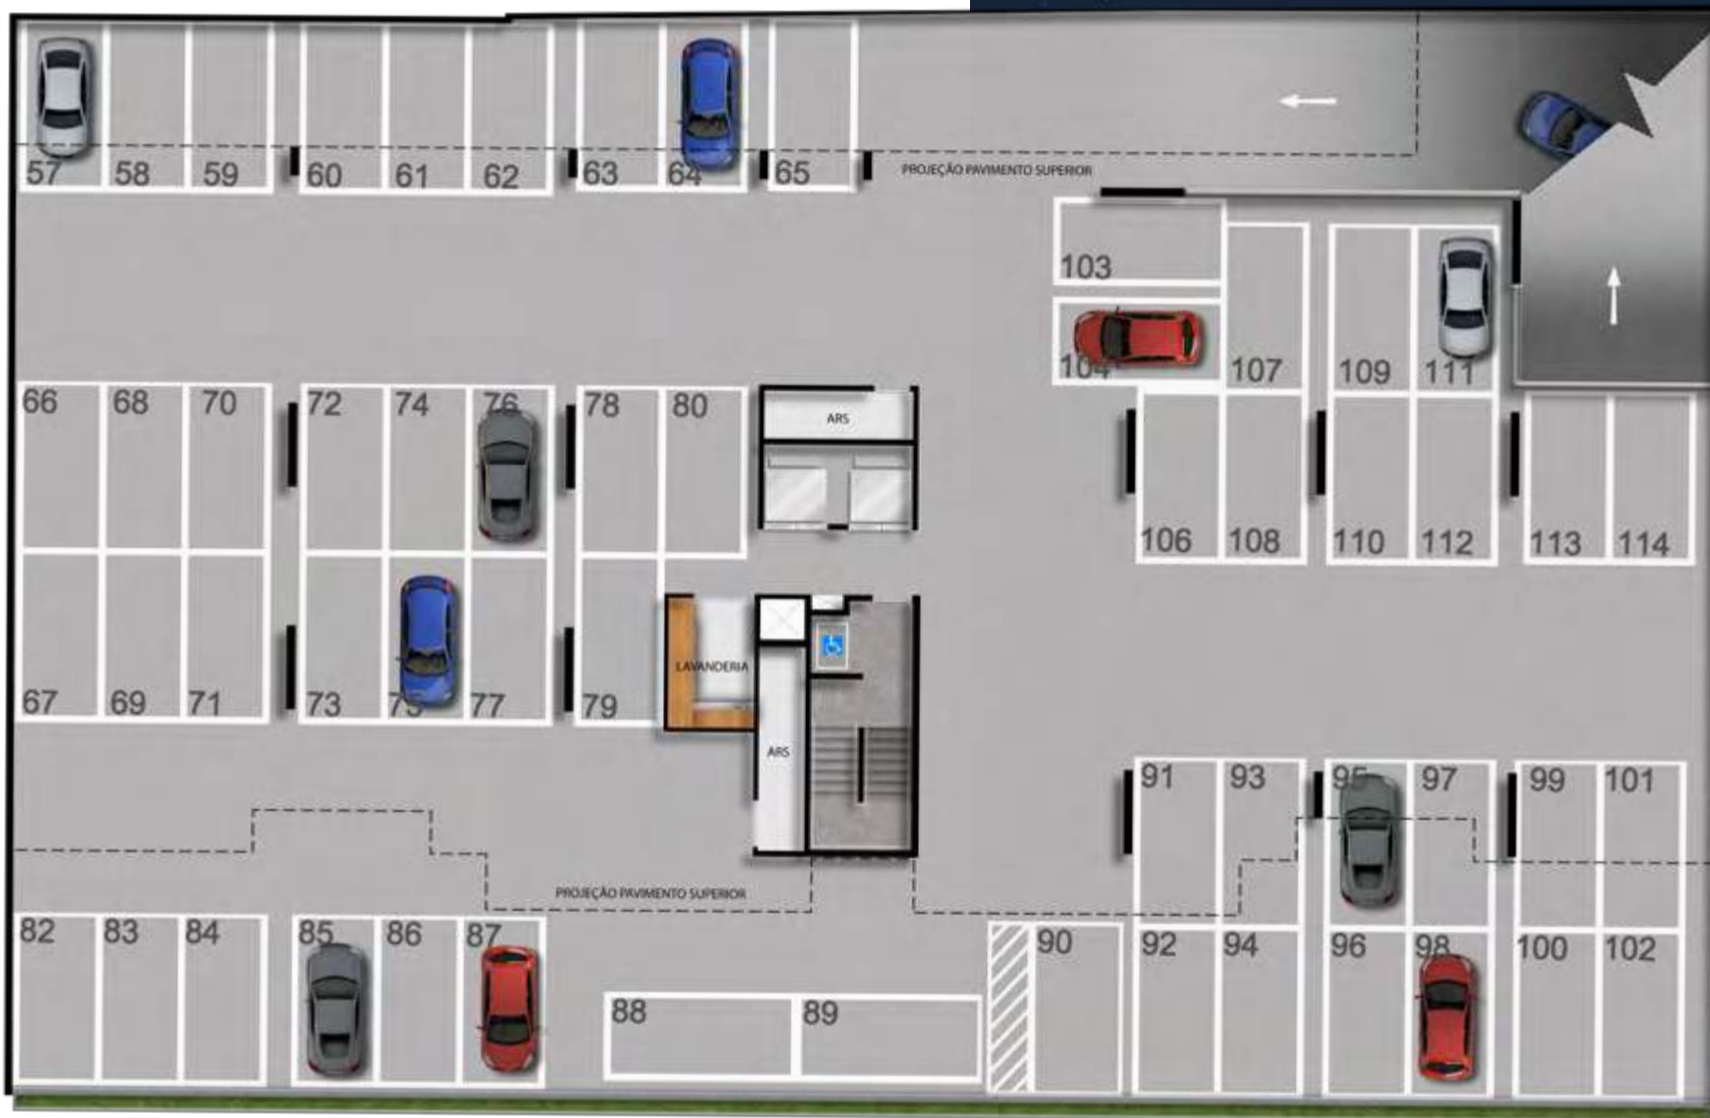 57 58 59 60 61 62 63 64 65
PROJEÇÃO PAVIMENTO SUPERIOR
103
104 107 109 111
66 68 70 72 74 76 78 80
ARS
106 108 110 112 113 114
LAVANDERIA
67 69 71 73 75 77 79
ARS
91 93 95 97 99 101
PROJEÇÃO PAVIMENTO SUPERIOR
82 83 84 85 86 87
90 92 94 96 98 100 102
88 89